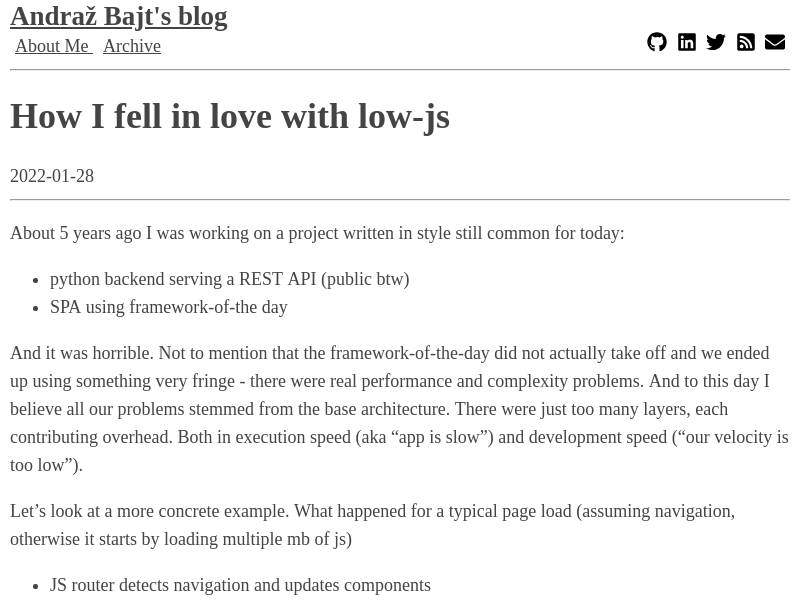 Andraž Bajt's blog
About Me Archive
How I fell in love with low-js
2022-01-28
About 5 years ago I was working on a project written in style still common for today:
python backend serving a REST API (public btw)
SPA using framework-of-the day
And it was horrible. Not to mention that the framework-of-the-day did not actually take off and we ended
up using something very fringe - there were real performance and complexity problems. And to this day I
believe all our problems stemmed from the base architecture. There were just too many layers, each
contributing overhead. Both in execution speed (aka “app is slow”) and development speed (“our velocity is
too low”).
Let’s look at a more concrete example. What happened for a typical page load (assuming navigation,
otherwise it starts by loading multiple mb of js)
JS router detects navigation and updates components